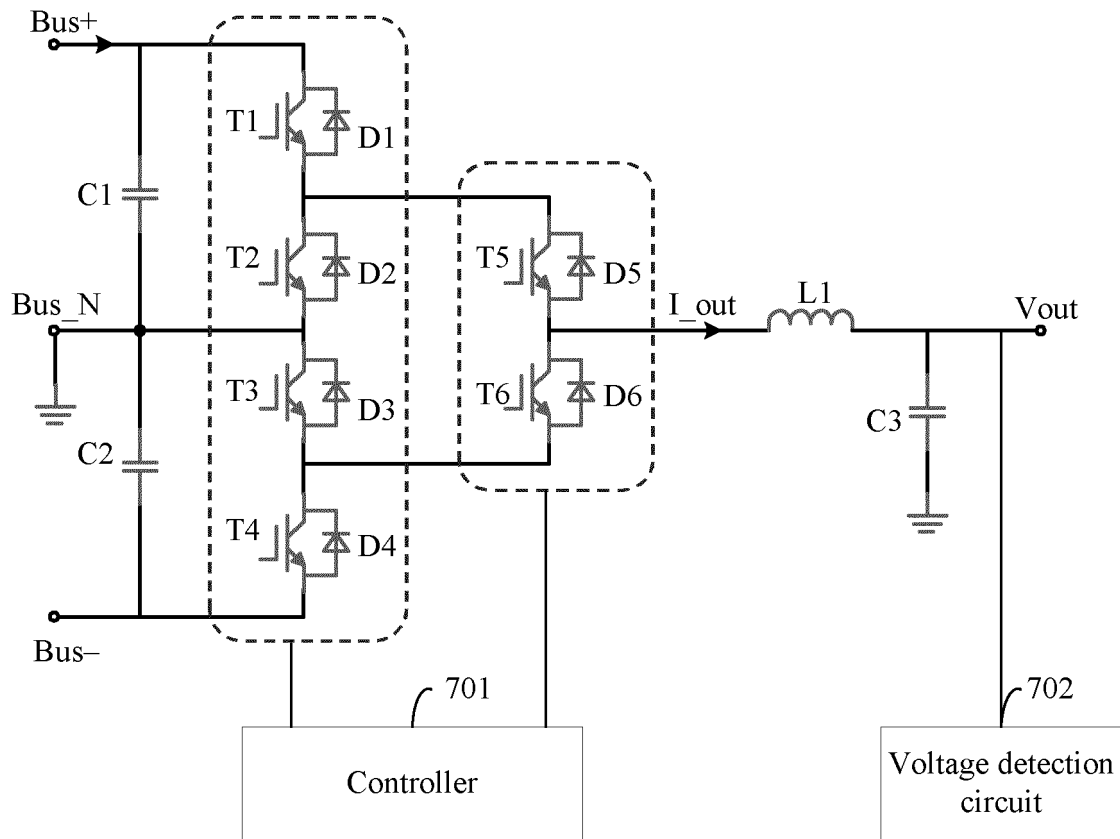 Bus+
T1
D1
C1
T2
D2
T5
D5
Bus_N
I_out
L1
Vout
T3
D3
T6
D6
C3
C2
T4
D4
Bus–
701
702
Controller
Voltage detection
circuit